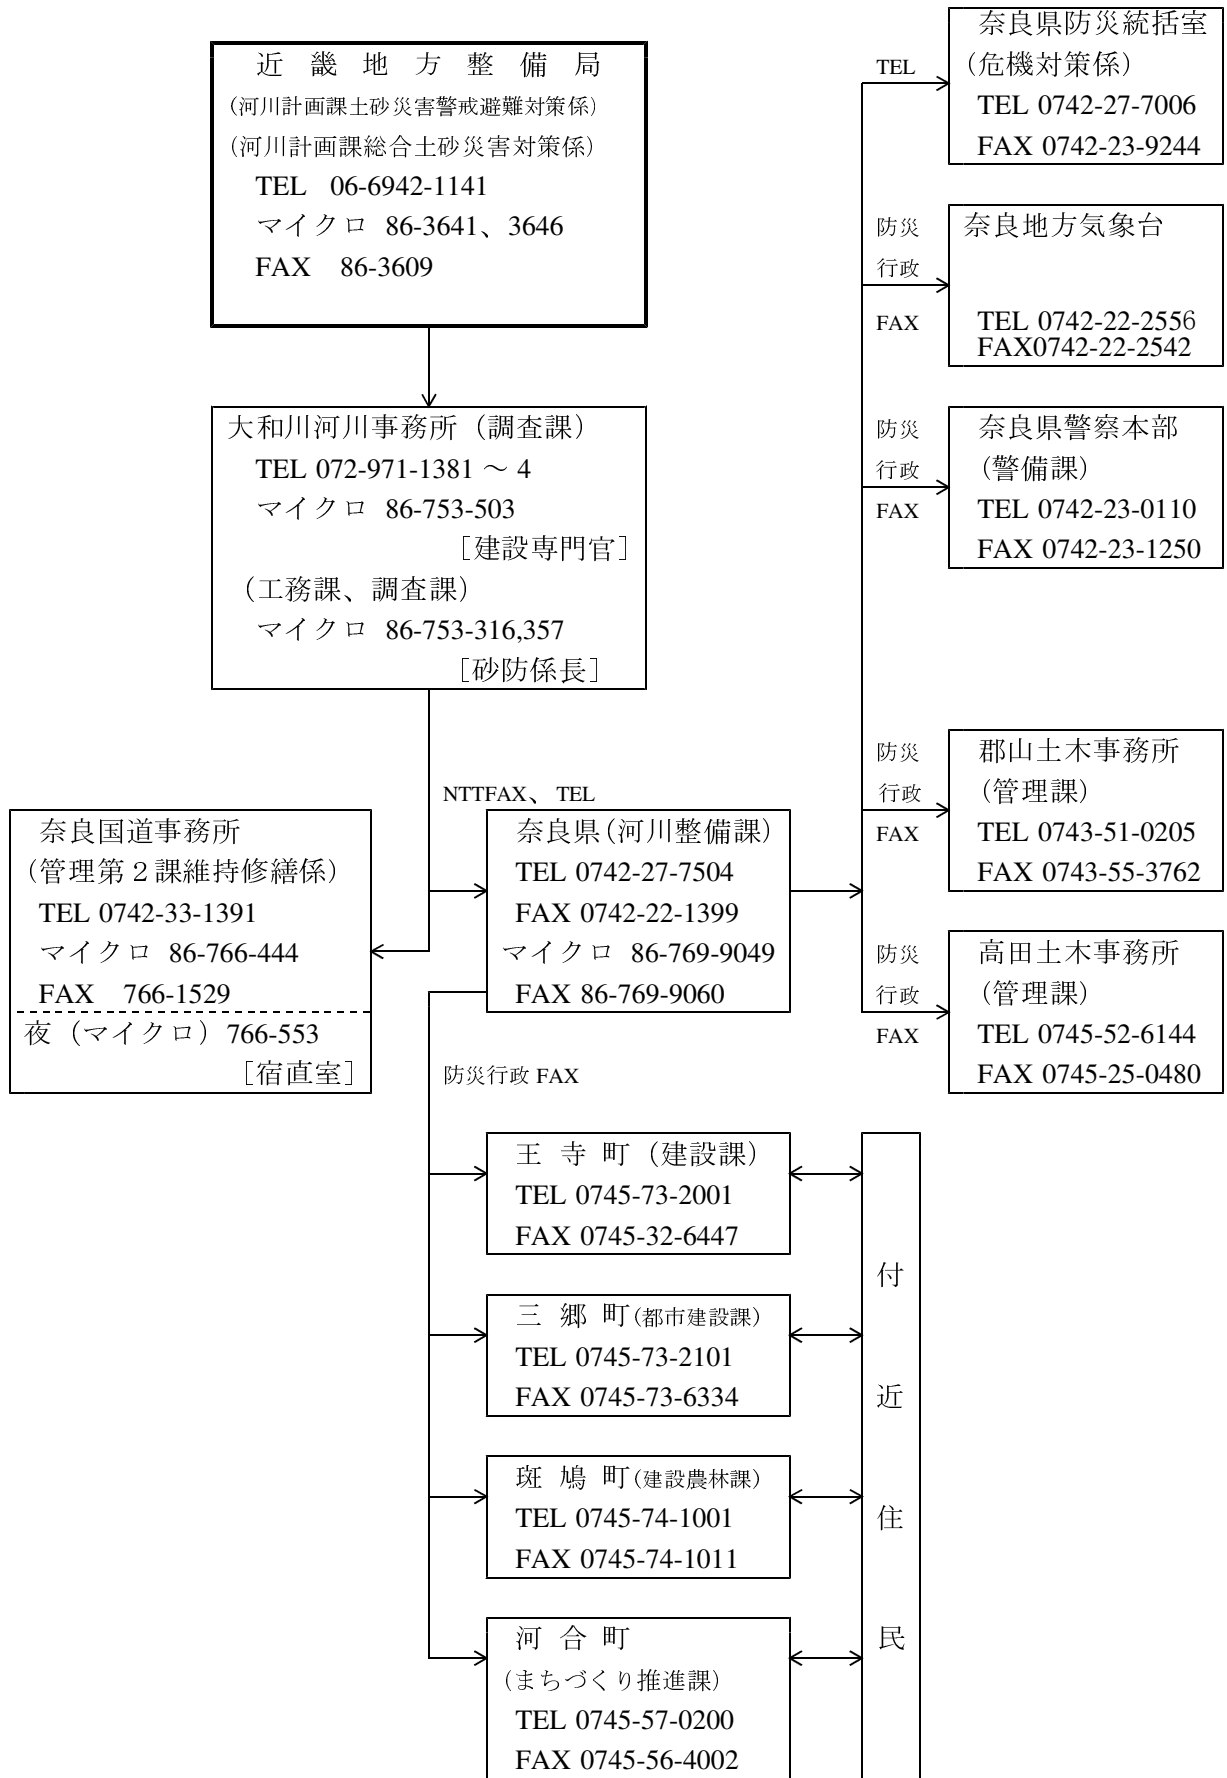 近畿地方整備局
(河川計画課土砂災害警戒避難対策係)
(河川計画課総合土砂災害対策係)
TEL 06-6942-1141
マイクロ 86-3641、3646
FAX 86-3609
大和川河川事務所（調査課）
TEL 072-971-1381 ～ 4
マイクロ 86-753-503
［建設専門官］
（工務課、調査課）
マイクロ 86-753-316,357
［砂防係長］
奈良国道事務所
(管理第２課維持修繕係)
TEL 0742-33-1391
マイクロ 86-766-444
FAX 766-1529
夜（マイクロ）766-553
［宿直室］
NTTFAX、TEL
奈良県(河川整備課)
TEL 0742-27-7504
FAX 0742-22-1399
マイクロ 86-769-9049
FAX 86-769-9060
TEL
奈良県防災統括室
(危機対策係)
TEL 0742-27-7006
FAX 0742-23-9244
防災
行政
FAX
奈良地方気象台
TEL 0742-22-2556
FAX0742-22-2542
防災
行政
FAX
奈良県警察本部
(警備課)
TEL 0742-23-0110
FAX 0742-23-1250
防災
行政
FAX
郡山土木事務所
(管理課)
TEL 0743-51-0205
FAX 0743-55-3762
防災
行政
FAX
高田土木事務所
(管理課)
TEL 0745-52-6144
FAX 0745-25-0480
防災行政 FAX
王寺町（建設課）
TEL 0745-73-2001
FAX 0745-32-6447
三郷町(都市建設課)
TEL 0745-73-2101
FAX 0745-73-6334
斑鳩町(建設農林課)
TEL 0745-74-1001
FAX 0745-74-1011
河合町
(まちづくり推進課)
TEL 0745-57-0200
FAX 0745-56-4002
付近住民